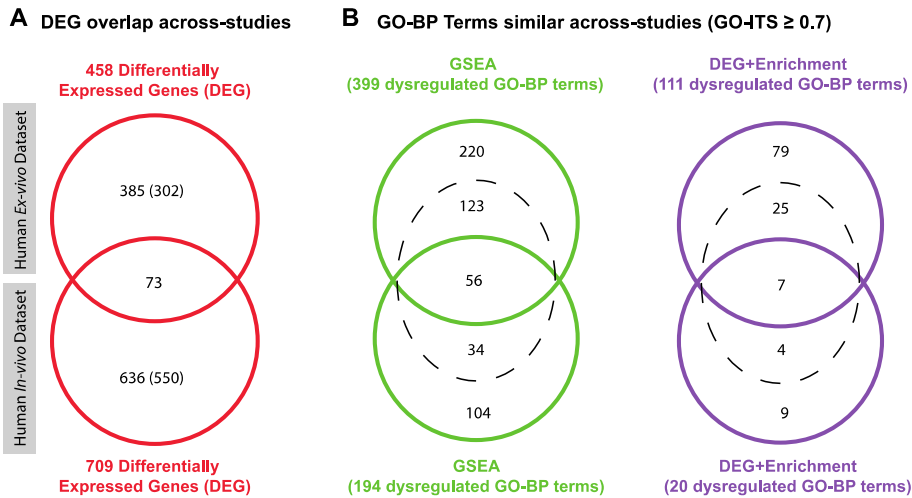 A DEG overlap across-studies
B GO-BP Terms similar across-studies (GO-ITS ≥ 0.7)
458 Differentially
Expressed Genes (DEG)
GSEA
(399 dysregulated GO-BP terms)
DEG+Enrichment
(111 dysregulated GO-BP terms)
Human Ex-vivo Dataset
Human In-vivo Dataset
385 (302)
73
636 (550)
220
123
56
34
104
79
25
7
4
9
709 Differentially
Expressed Genes (DEG)
GSEA
(194 dysregulated GO-BP terms)
DEG+Enrichment
(20 dysregulated GO-BP terms)